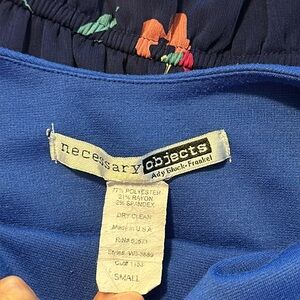 necessary objects
Ady Gluck-Frankel
77% POLYESTER
21% RAYON
2% SPANDEX
DRY CLEAN
Made in U.S.A
SMALL